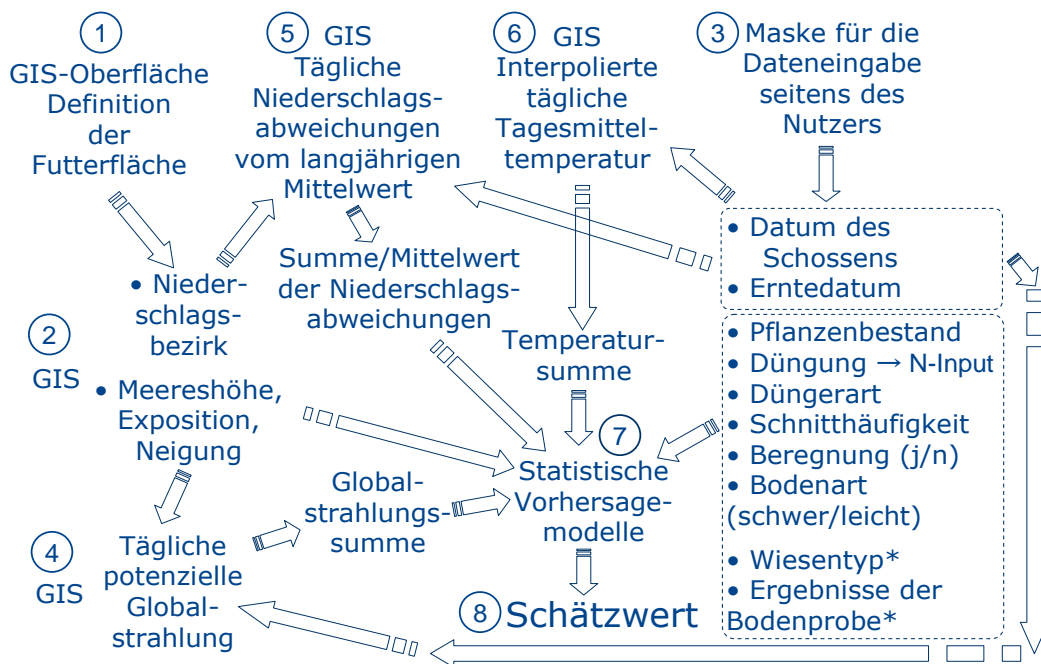 1
GIS-Oberfläche
Definition
der
Futterfläche
5 GIS
Tägliche
Niederschlags-
abweichungen
vom langjährigen
Mittelwert
6 GIS
Interpolierte
tägliche
Tagesmittel-
temperatur
3 Maske für die
Dateneingabe
seitens des
Nutzers
• Datum des
Schossens
• Erntedatum
Summe/Mittelwert
der Niederschlags-
abweichungen
2
GIS
• Nieder-
schlags-
bezirk
• Meereshöhe,
Exposition,
Neigung
Temperatur-
summe
• Pflanzenbestand
• Düngung → N-Input
• Düngerart
• Schnitthäufigkeit
• Beregnung (j/n)
• Bodenart
(schwer/leicht)
• Wiesentyp*
• Ergebnisse der
Bodenprobe*
7
Statistische
Vorhersage-
modelle
Global-
strahlungs-
summe
4
GIS
Tägliche
potenzielle
Global-
strahlung
8 Schätzwert